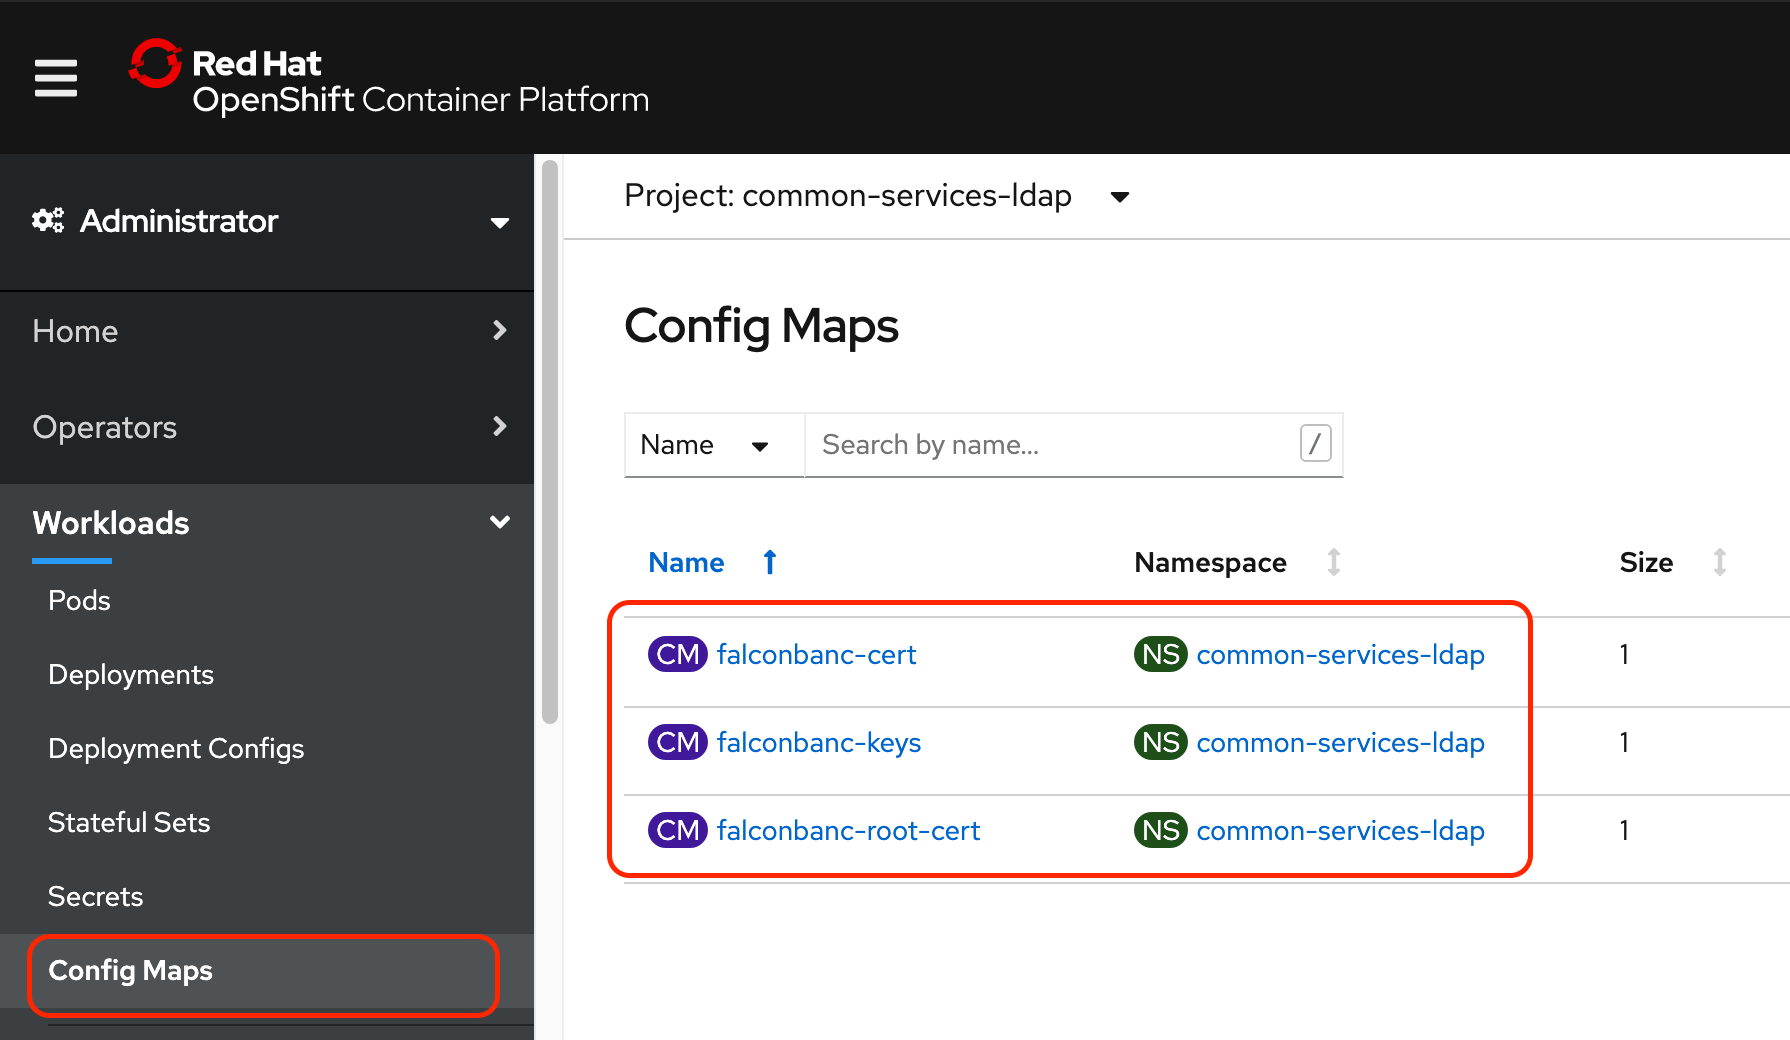 Red Hat
OpenShift Container Platform
Administrator
Home
Operators
Workloads
Pods
Deployments
Deployment Configs
Stateful Sets
Secrets
Config Maps
Project: common-services-ldap
Config Maps
Name Search by name... /
Name Namespace Size
CM falconbanc-cert NS common-services-ldap 1
CM falconbanc-keys NS common-services-ldap 1
CM falconbanc-root-cert NS common-services-ldap 1